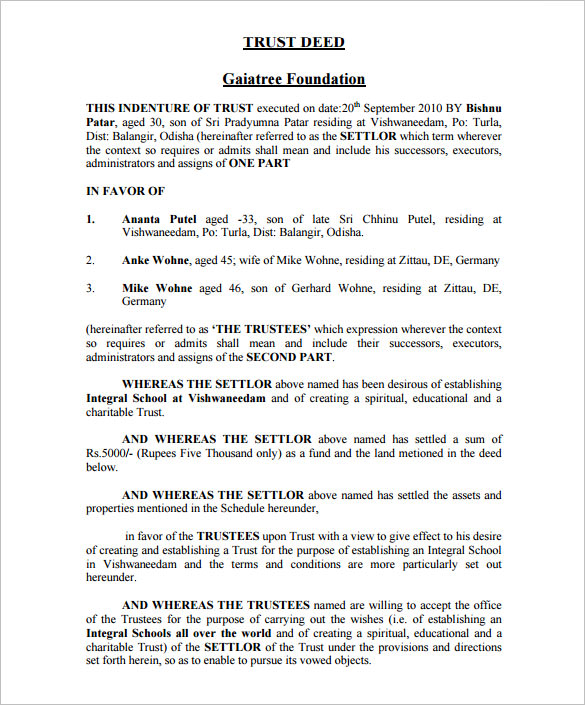 TRUST DEED
Gaiatree Foundation
THIS INDENTURE OF TRUST executed on date:20th September 2010 BY Bishnu
Patar, aged 30, son of Sri Pradyumna Patar residing at Vishwaneedam, Po: Turla,
Dist: Balangir, Odisha (hereinafter referred to as the SETTLOR which term wherever
the context so requires or admits shall mean and include his successors, executors,
administrators and assigns of ONE PART
IN FAVOR OF
1. Ananta Putel aged -33, son of late Sri Chhinu Putel, residing at
Vishwaneedam, Po: Turla, Dist: Balangir, Odisha.
2. Anke Wohne, aged 45; wife of Mike Wohne, residing at Zittau, DE, Germany
3. Mike Wohne aged 46, son of Gerhard Wohne, residing at Zittau, DE,
Germany
(hereinafter referred to as ‘THE TRUSTEES’ which expression wherever the context
so requires or admits shall mean and include their successors, executors,
administrators and assigns of the SECOND PART.
WHEREAS THE SETTLOR above named has been desirous of establishing
Integral School at Vishwaneedam and of creating a spiritual, educational and a
charitable Trust.
AND WHEREAS THE SETTLOR above named has settled a sum of
Rs.5000/- (Rupees Five Thousand only) as a fund and the land metioned in the deed
below.
AND WHEREAS THE SETTLOR above named has settled the assets and
properties mentioned in the Schedule hereunder,
in favor of the TRUSTEES upon Trust with a view to give effect to his desire
of creating and establishing a Trust for the purpose of establishing an Integral School
in Vishwaneedam and the terms and conditions are more particularly set out
hereunder.
AND WHEREAS THE TRUSTEES named are willing to accept the office
of the Trustees for the purpose of carrying out the wishes (i.e. of establishing an
Integral Schools all over the world and of creating a spiritual, educational and a
charitable Trust) of the SETTLOR of the Trust under the provisions and directions
set forth herein, so as to enable to pursue its vowed objects.